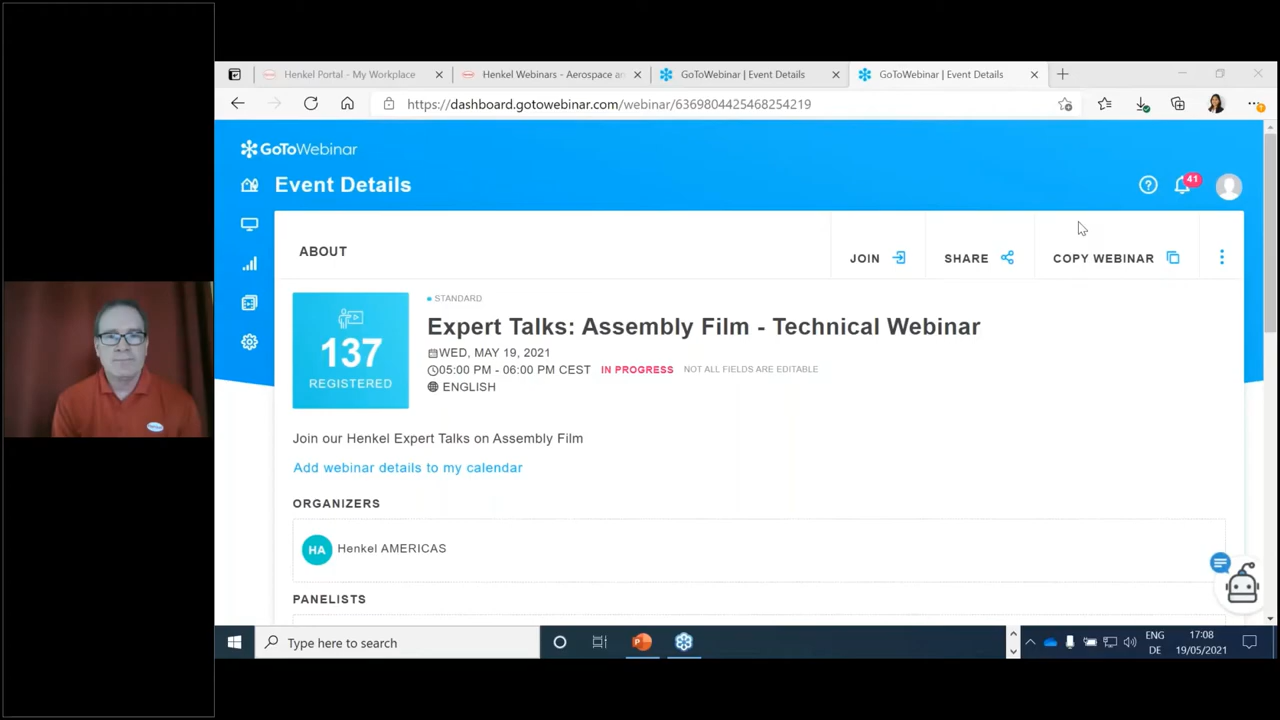 Henkel Portal - My Workplace
Henkel Webinars - Aerospace an
GoToWebinar | Event Details
GoToWebinar | Event Details
https://dashboard.gotowebinar.com/webinar/6369804425468254219
GoToWebinar
Event Details
41
ABOUT
JOIN
SHARE
COPY WEBINAR
STANDARD
137
REGISTERED
Expert Talks: Assembly Film - Technical Webinar
WED, MAY 19, 2021
05:00 PM - 06:00 PM CEST IN PROGRESS NOT ALL FIELDS ARE EDITABLE
ENGLISH
Join our Henkel Expert Talks on Assembly Film
Add webinar details to my calendar
ORGANIZERS
HA Henkel AMERICAS
PANELISTS
Type here to search
ENG
DE
17:08
19/05/2021